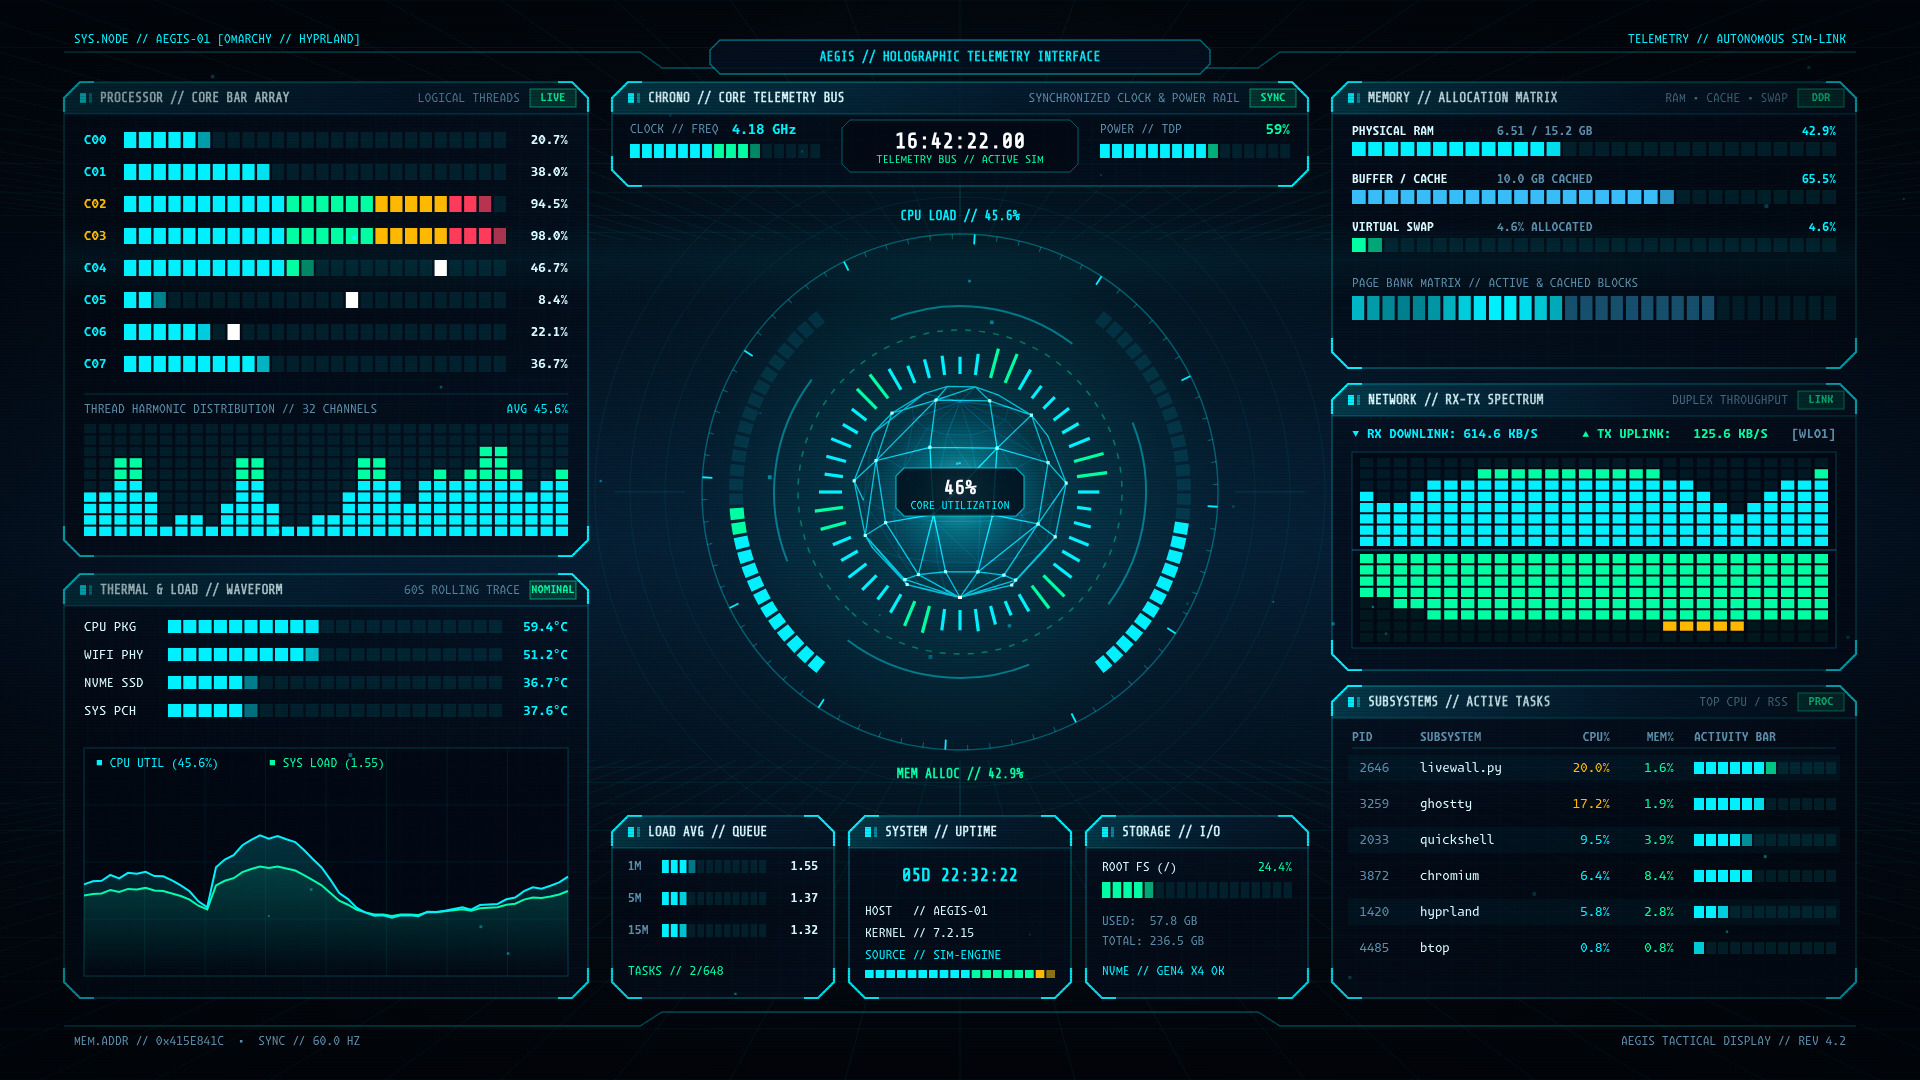 SYS.NODE // AEGIS-01 [OMARCHY // HYPRLAND]
AEGIS // HOLOGRAPHIC TELEMETRY INTERFACE
TELEMETRY // AUTONOMOUS SIM-LINK
PROCESSOR // CORE BAR ARRAY LOGICAL THREADS LIVE
C00 20.7%
C01 38.0%
C02 94.5%
C03 98.0%
C04 46.7%
C05 8.4%
C06 22.1%
C07 36.7%
THREAD HARMONIC DISTRIBUTION // 32 CHANNELS AVG 45.6%
THERMAL & LOAD // WAVEFORM 60S ROLLING TRACE NOMINAL
CPU PKG 59.4°C
WIFI PHY 51.2°C
NVME SSD 36.7°C
SYS PCH 37.6°C
CPU UTIL (45.6%) SYS LOAD (1.55)
CHRONO // CORE TELEMETRY BUS SYNCHRONIZED CLOCK & POWER RAIL SYNC
CLOCK // FREQ 4.18 GHz
16:42:22.00
TELEMETRY BUS // ACTIVE SIM
POWER // TDP 59%
CPU LOAD // 45.6%
46%
CORE UTILIZATION
MEM ALLOC // 42.9%
LOAD AVG // QUEUE
1M 1.55
5M 1.37
15M 1.32
TASKS // 2/648
SYSTEM // UPTIME
05D 22:32:22
HOST // AEGIS-01
KERNEL // 7.2.15
SOURCE // SIM-ENGINE
STORAGE // I/O
ROOT FS (/) 24.4%
USED: 57.8 GB
TOTAL: 236.5 GB
NVME // GEN4 X4 OK
MEMORY // ALLOCATION MATRIX RAM • CACHE • SWAP DDR
PHYSICAL RAM 6.51 / 15.2 GB 42.9%
BUFFER / CACHE 10.0 GB CACHED 65.5%
VIRTUAL SWAP 4.6% ALLOCATED 4.6%
PAGE BANK MATRIX // ACTIVE & CACHED BLOCKS
NETWORK // RX-TX SPECTRUM DUPLEX THROUGHPUT LINK
▼ RX DOWNLINK: 614.6 KB/S ▲ TX UPLINK: 125.6 KB/S [WLO1]
SUBSYSTEMS // ACTIVE TASKS TOP CPU / RSS PROC
PID SUBSYSTEM CPU% MEM% ACTIVITY BAR
2646 livewall.py 20.0% 1.6%
3259 ghostty 17.2% 1.9%
2033 quickshell 9.5% 3.9%
3872 chromium 6.4% 8.4%
1420 hyprland 5.8% 2.8%
4485 btop 0.8% 0.8%
MEM.ADDR // 0x415E841C • SYNC // 60.0 HZ
AEGIS TACTICAL DISPLAY // REV 4.2